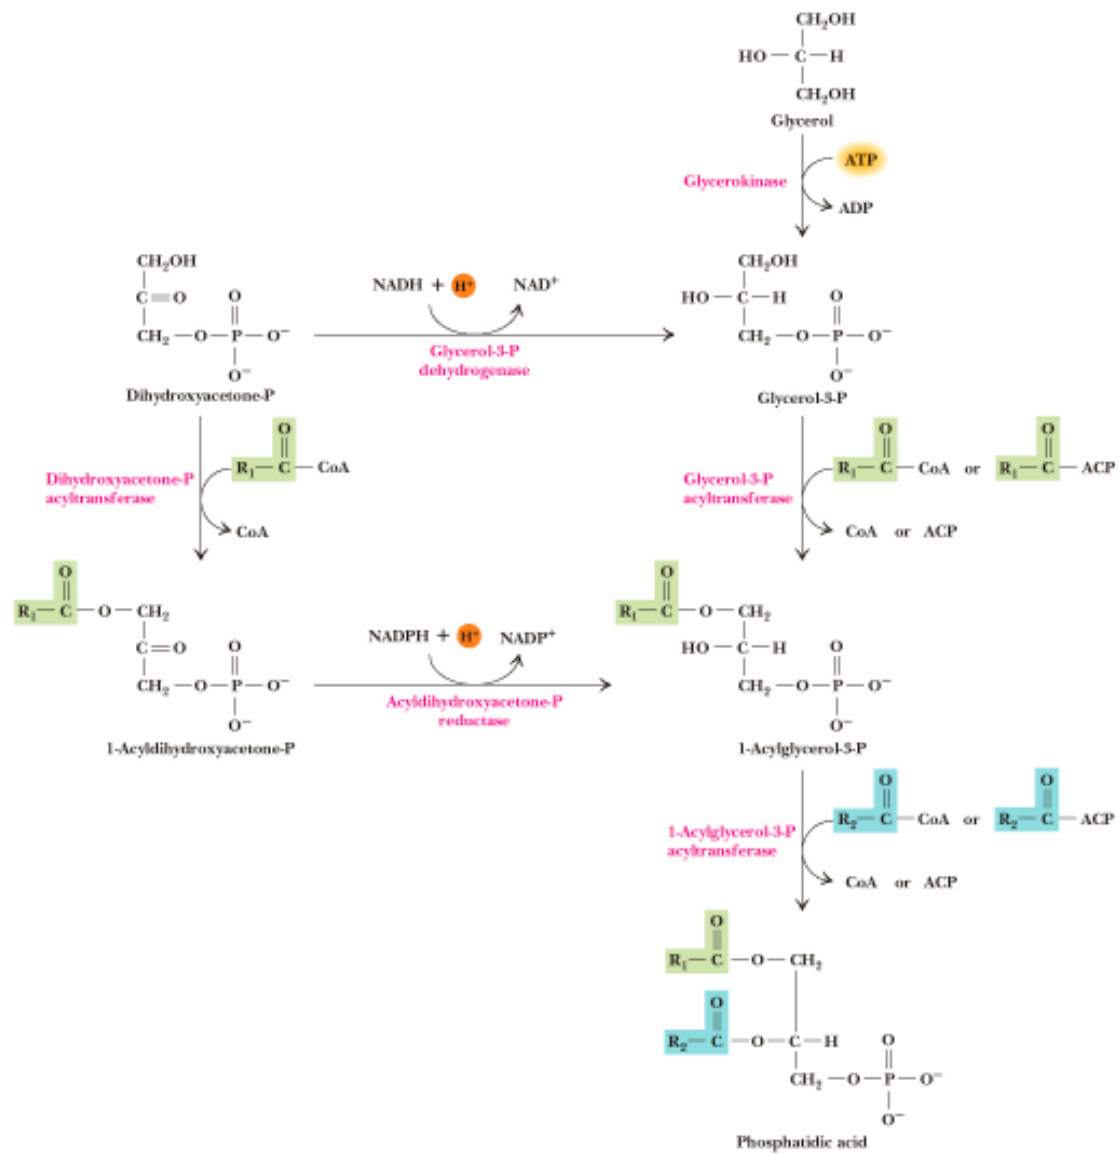 CH₂OH
HO—C—H
CH₂OH
Glycerol
Glycerokinase
ATP
ADP
CH₂OH
C=O
O
CH₂—O—P—O⁻
O⁻
Dihydroxyacetone-P
NADH + H⁺
NAD⁺
Glycerol-3-P
dehydrogenase
CH₂OH
HO—C—H
O
CH₂—O—P—O⁻
O⁻
Glycerol-3-P
Dihydroxyacetone-P
acyltransferase
O
R₁—C—CoA
CoA
Glycerol-3-P
acyltransferase
O
R₁—C—CoA or
O
R₁—C—ACP
CoA or ACP
O
R₁—C—O—CH₂
C=O
O
CH₂—O—P—O⁻
O⁻
1-Acyldihydroxyacetone-P
NADPH + H⁺
NADP⁺
Acyldihydroxyacetone-P
reductase
O
R₁—C—O—CH₂
HO—C—H
O
CH₂—O—P—O⁻
O⁻
1-Acylglycerol-3-P
1-Acylglycerol-3-P
acyltransferase
O
R₂—C—CoA or
O
R₂—C—ACP
CoA or ACP
O
R₁—C—O—CH₂
O
R₂—C—O—C—H
O
CH₂—O—P—O⁻
O⁻
Phosphatidic acid